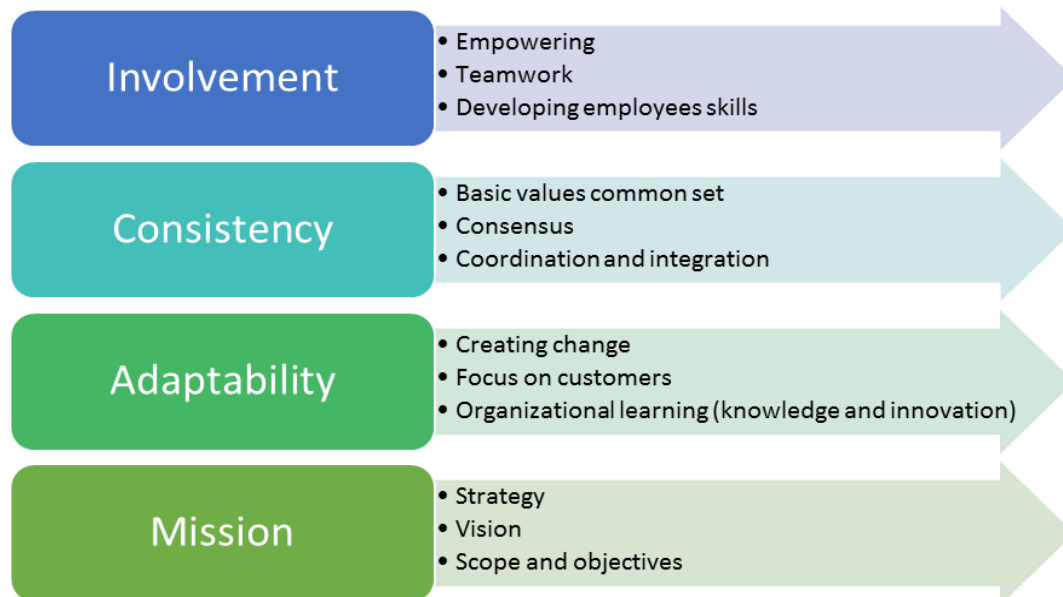 Involvement
• Empowering
• Teamwork
• Developing employees skills
Consistency
• Basic values common set
• Consensus
• Coordination and integration
Adaptability
• Creating change
• Focus on customers
• Organizational learning (knowledge and innovation)
Mission
• Strategy
• Vision
• Scope and objectives